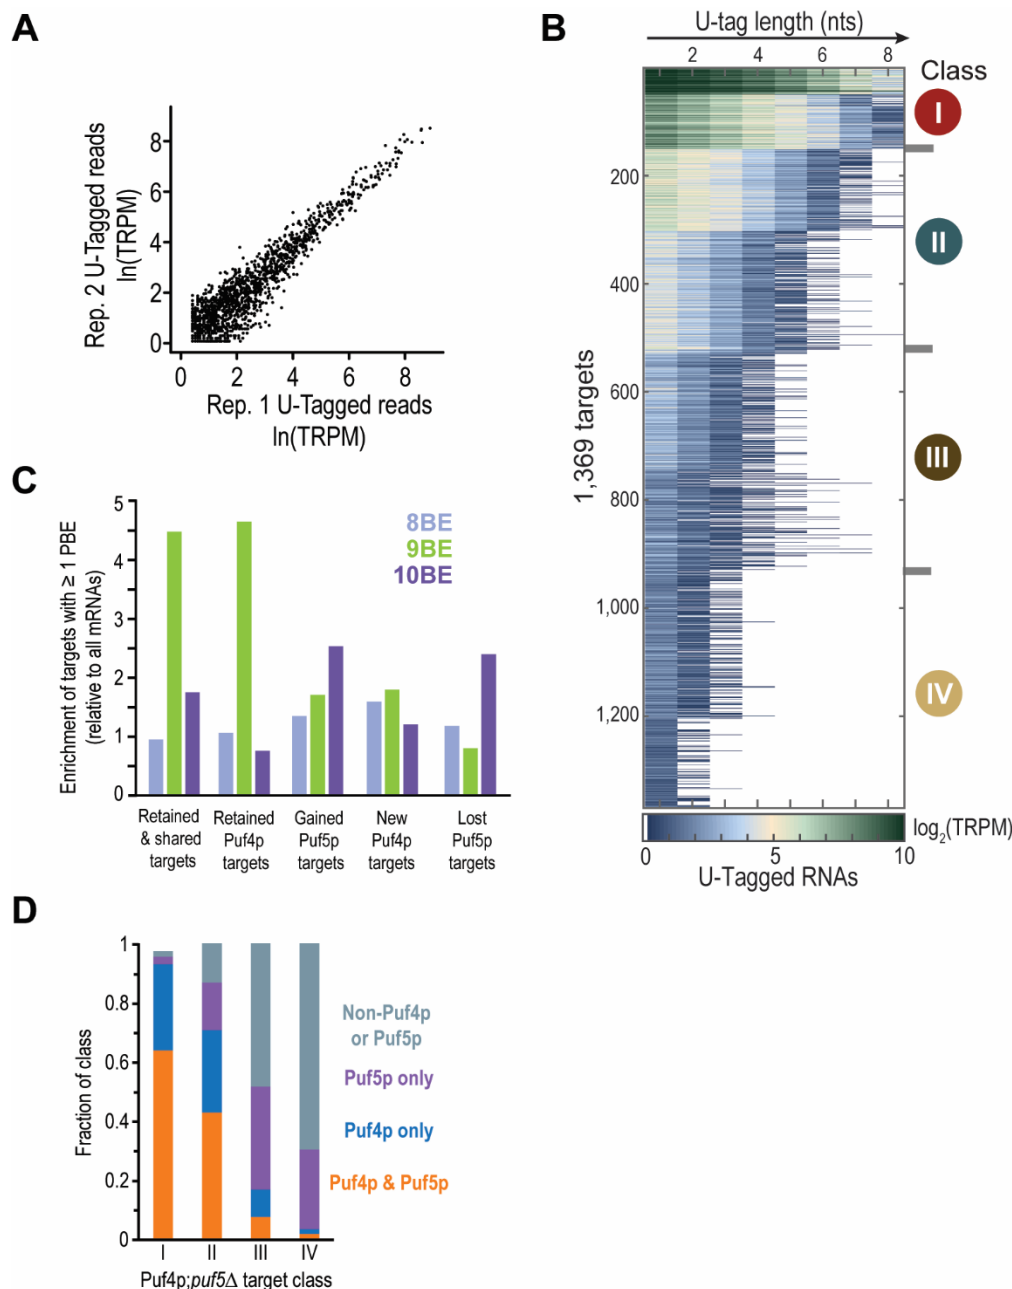 A
Rep. 2 U-Tagged reads
ln(TRPM)
8
6
4
2
0
0 2 4 6 8
Rep. 1 U-Tagged reads
ln(TRPM)
B
U-tag length (nts)
2 4 6 8
Class
I
II
III
IV
1,369 targets
200
400
600
800
1,000
1,200
log2(TRPM)
0 5 10
U-Tagged RNAs
C
Enrichment of targets with ≥ 1 PBE
(relative to all mRNAs)
5
4
3
2
1
0
8BE
9BE
10BE
Retained
& shared
targets
Retained
Puf4p
targets
Gained
Puf5p
targets
New
Puf4p
targets
Lost
Puf5p
targets
D
Fraction of class
1
0.8
0.6
0.4
0.2
0
Non-Puf4p
or Puf5p
Puf5p only
Puf4p only
Puf4p & Puf5p
I II III IV
Puf4p;puf5Δ target class